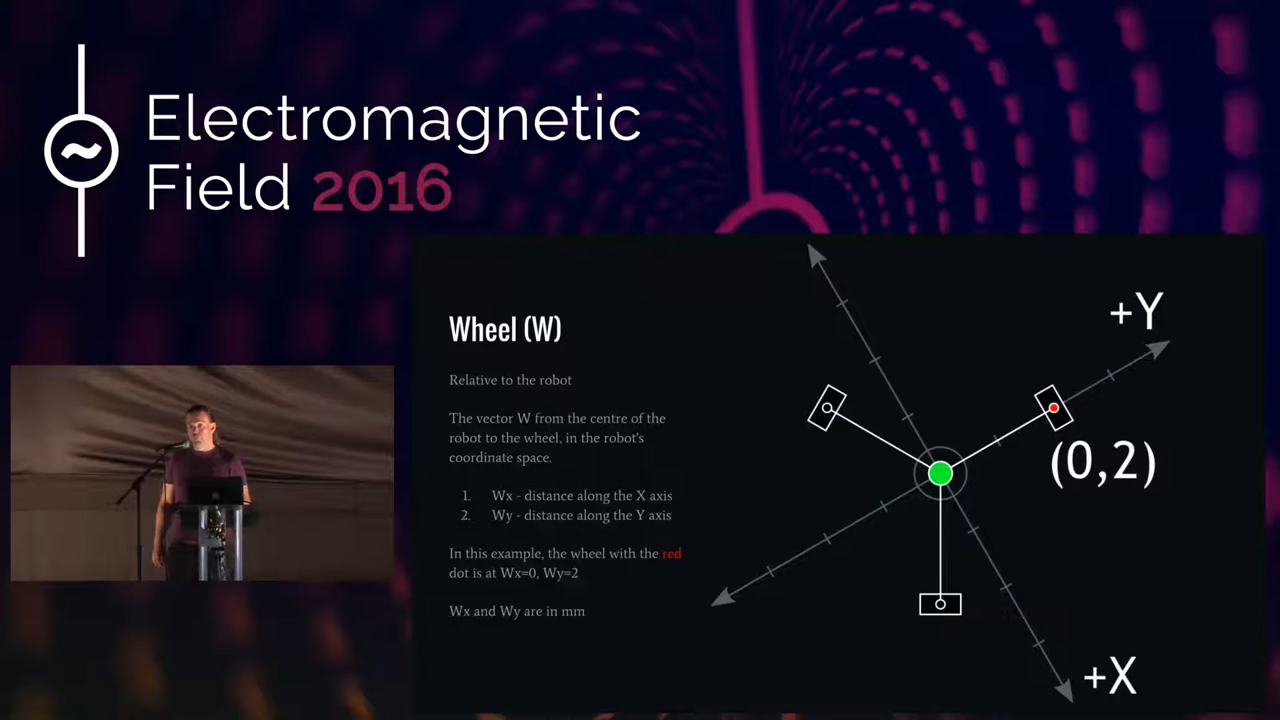 Electromagnetic
Field 2016
Wheel (W)
Relative to the robot
The vector W from the centre of the
robot to the wheel, in the robot's
coordinate space.
1. Wx - distance along the X axis
2. Wy - distance along the Y axis
In this example, the wheel with the red
dot is at Wx=0, Wy=2
Wx and Wy are in mm
+Y
(0,2)
+X